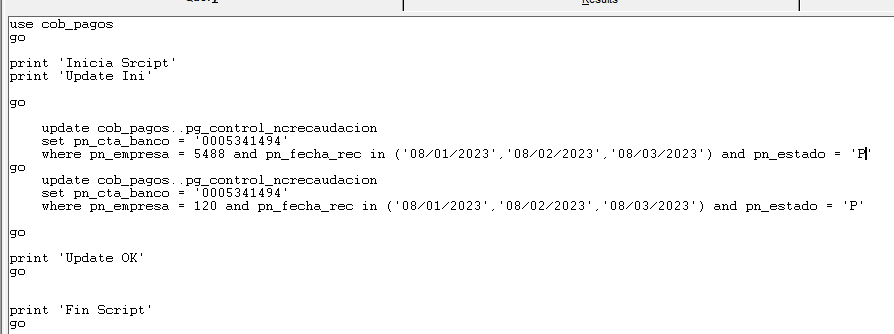 Query
Results
use cob_pagos
go
print 'Inicia Srcipt'
print 'Update Ini'
go
update cob_pagos..pg_control_ncrecaudacion
set pn_cta_banco = '0005341494'
where pn_empresa = 5488 and pn_fecha_rec in ('08/01/2023','08/02/2023','08/03/2023') and pn_estado = 'P'
go
update cob_pagos..pg_control_ncrecaudacion
set pn_cta_banco = '0005341494'
where pn_empresa = 120 and pn_fecha_rec in ('08/01/2023','08/02/2023','08/03/2023') and pn_estado = 'P'
go
print 'Update OK'
go
print 'Fin Script'
go